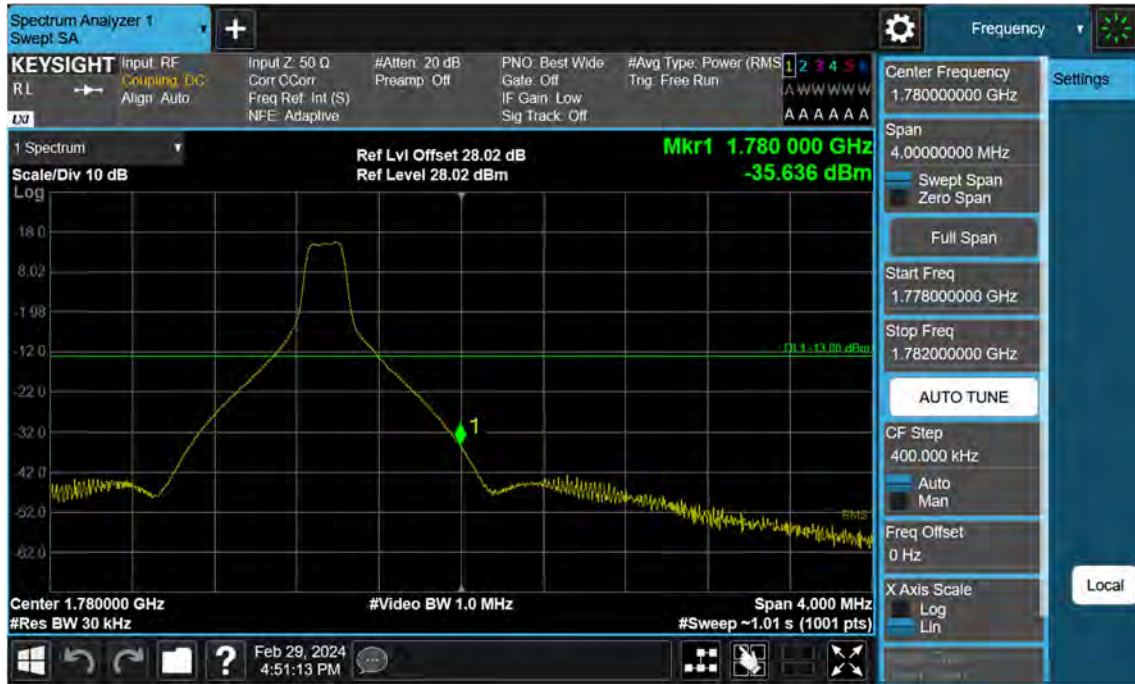 Spectrum Analyzer 1
Swept SA
+
Frequency
KEYSIGHT
RL
LXI
Input: RF
Coupling: DC
Align: Auto
Input Z: 50 Ω
Corr CCorr
Freq Ref: Int (S)
NFE: Adaptive
#Atten: 20 dB
Preamp: Off
PNO: Best Wide
Gate: Off
IF Gain: Low
Sig Track: Off
#Avg Type: Power (RMS
Trig: Free Run
1 2 3 4 5 6
A W W W W W
A A A A A A
1 Spectrum
Scale/Div 10 dB
Log
Ref Lvl Offset 28.02 dB
Ref Level 28.02 dBm
Mkr1 1.780 000 GHz
-35.636 dBm
18.0
8.02
-1.98
-12.0
-22.0
-32.0
-42.0
-52.0
-62.0
DL1 -13.00 dBm
1
RMS
Center 1.780000 GHz
#Res BW 30 kHz
#Video BW 1.0 MHz
Span 4.000 MHz
#Sweep ~1.01 s (1001 pts)
Center Frequency
1.780000000 GHz
Settings
Span
4.00000000 MHz
Swept Span
Zero Span
Full Span
Start Freq
1.778000000 GHz
Stop Freq
1.782000000 GHz
AUTO TUNE
CF Step
400.000 kHz
Auto
Man
Freq Offset
0 Hz
X Axis Scale
Log
Lin
Local
?
Feb 29, 2024
4:51:13 PM